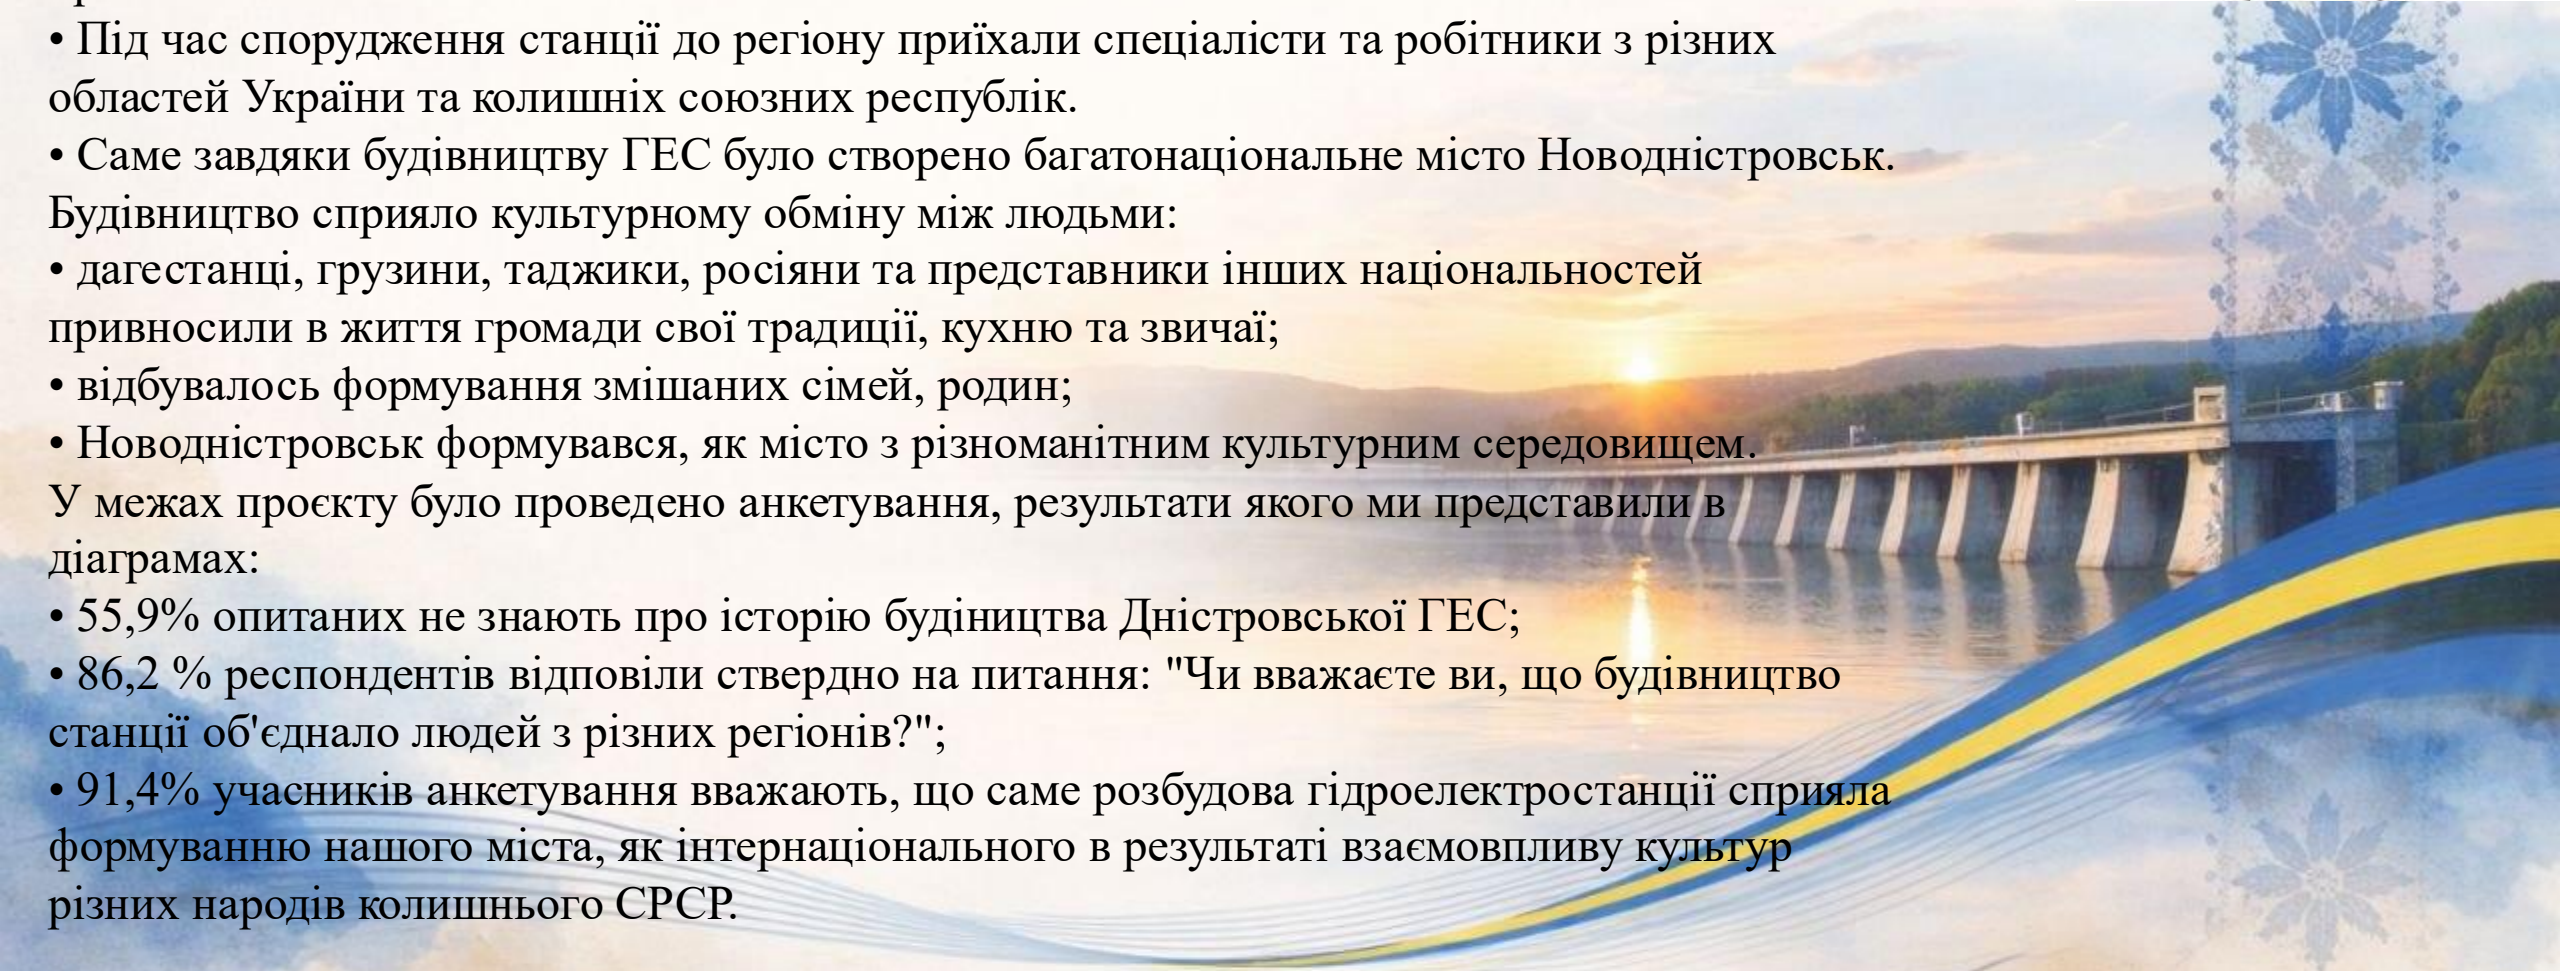 • Під час спорудження станції до регіону приїхали спеціалісти та робітники з різних
областей України та колишніх союзних республік.
• Саме завдяки будівництву ГЕС було створено багатонаціональне місто Новодністровськ.
Будівництво сприяло культурному обміну між людьми:
• дагестанці, грузини, таджики, росіяни та представники інших національностей
привносили в життя громади свої традиції, кухню та звичаї;
• відбувалось формування змішаних сімей, родин;
• Новодністровськ формувався, як місто з різноманітним культурним середовищем.
У межах проєкту було проведено анкетування, результати якого ми представили в
діаграмах:
• 55,9% опитаних не знають про історію будіництва Дністровської ГЕС;
• 86,2 % респондентів відповіли ствердно на питання: "Чи вважаєте ви, що будівництво
станції об'єднало людей з різних регіонів?";
• 91,4% учасників анкетування вважають, що саме розбудова гідроелектростанції сприяла
формуванню нашого міста, як інтернаціонального в результаті взаємовпливу культур
різних народів колишнього СРСР.